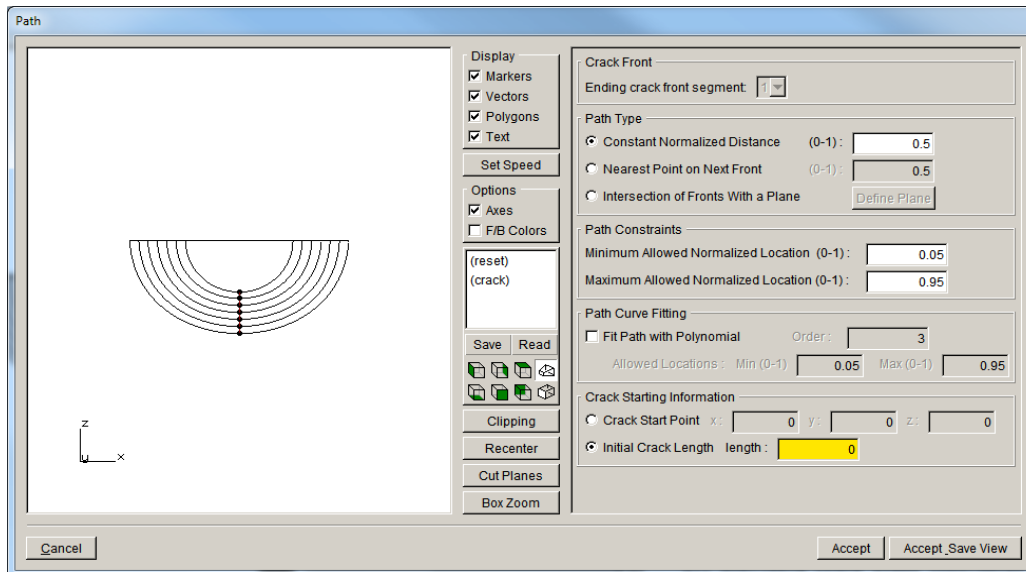 Path
z
y x
Display
Markers
Vectors
Polygons
Text
Set Speed
Options
Axes
F/B Colors
(reset)
(crack)
Save Read
Clipping
Recenter
Cut Planes
Box Zoom
Crack Front
Ending crack front segment: 1
Path Type
Constant Normalized Distance (0-1) : 0.5
Nearest Point on Next Front (0-1) : 0.5
Intersection of Fronts With a Plane Define Plane
Path Constraints
Minimum Allowed Normalized Location (0-1) : 0.05
Maximum Allowed Normalized Location (0-1) : 0.95
Path Curve Fitting
Fit Path with Polynomial Order : 3
Allowed Locations : Min (0-1) 0.05 Max (0-1) 0.95
Crack Starting Information
Crack Start Point x : 0 y : 0 z : 0
Initial Crack Length length : 0
Cancel Accept Accept_Save View